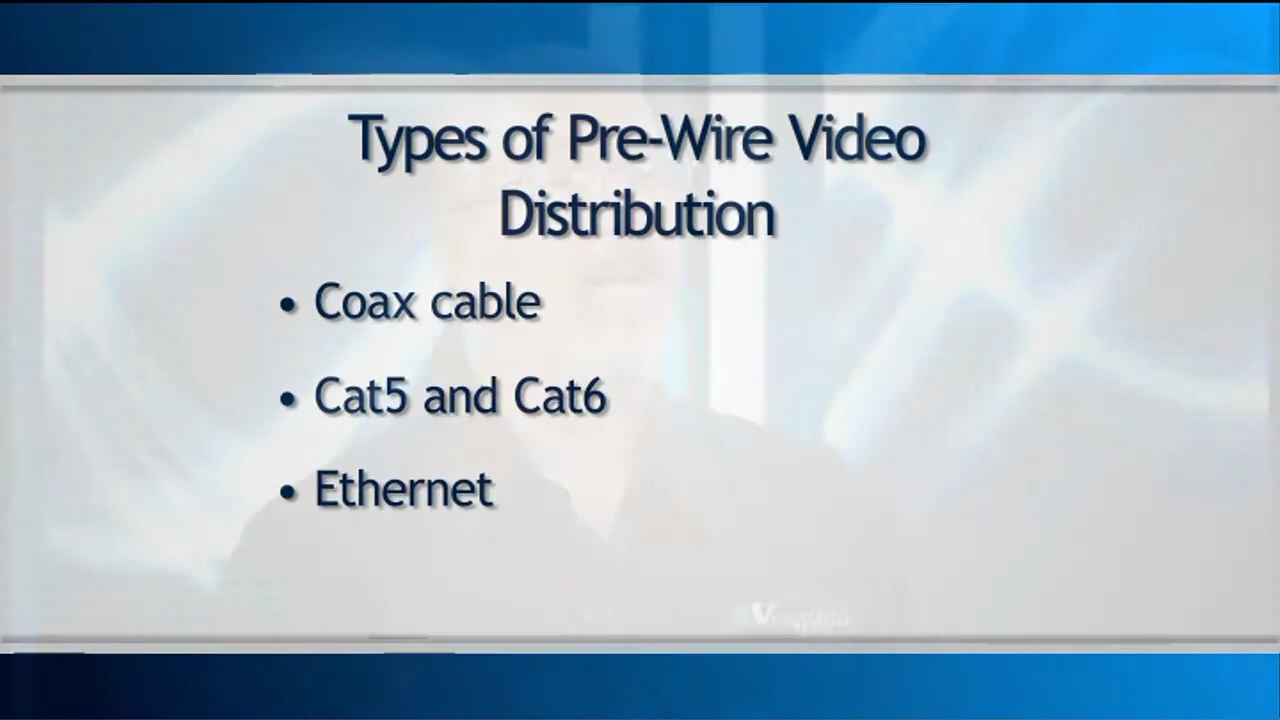 Types of Pre-Wire Video
Distribution
• Coax cable
• Cat5 and Cat6
• Ethernet